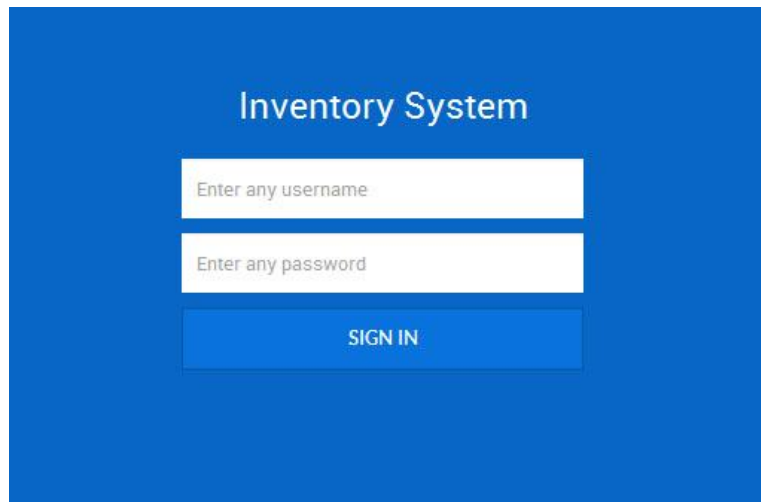 Inventory System
Enter any username
Enter any password
SIGN IN